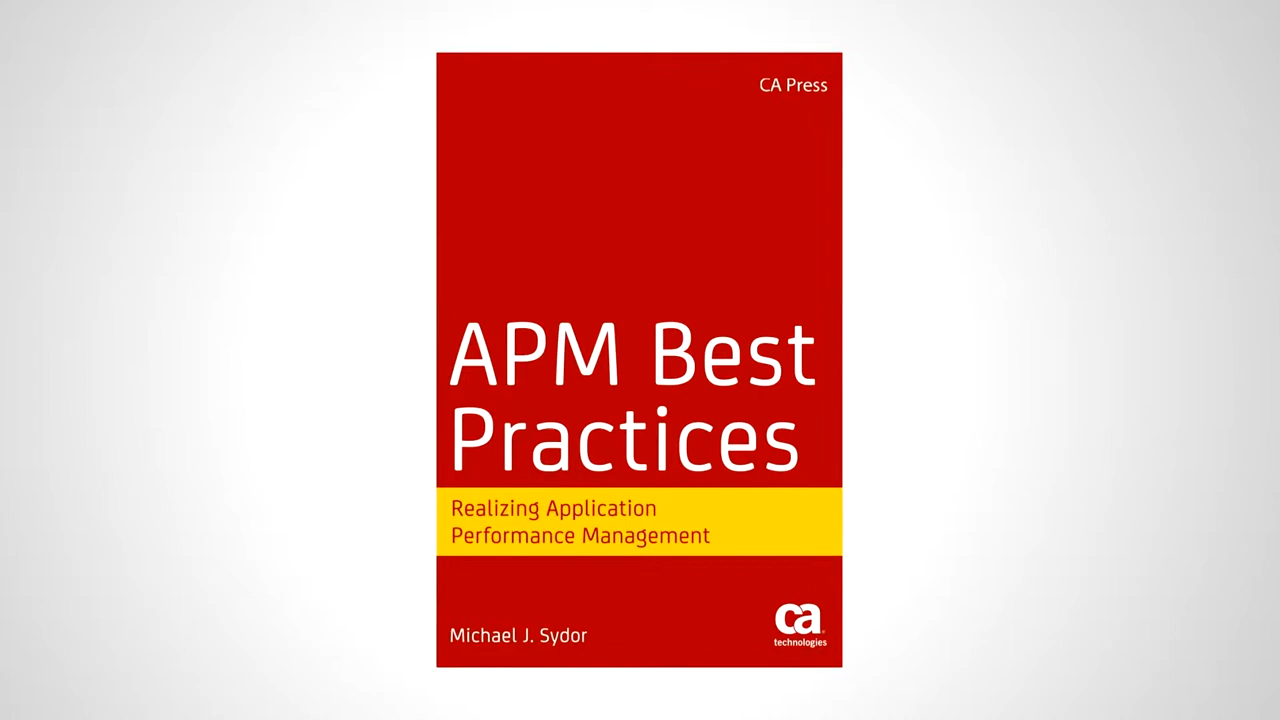 CA Press
APM Best
Practices
Realizing Application
Performance Management
Michael J. Sydor
ca
technologies